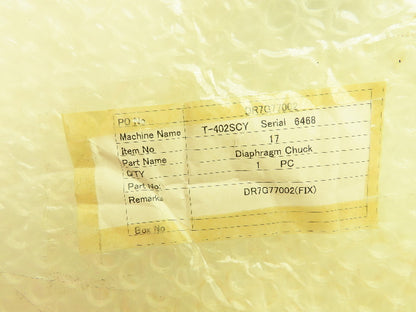 PO No DR7G77002
Machine Name T-402SCY Serial 6468
Item No 17
Part Name Diaphragm Chuck
QTY 1 PC
Part No.
Remarks DR7G77002(FIX)
Box No